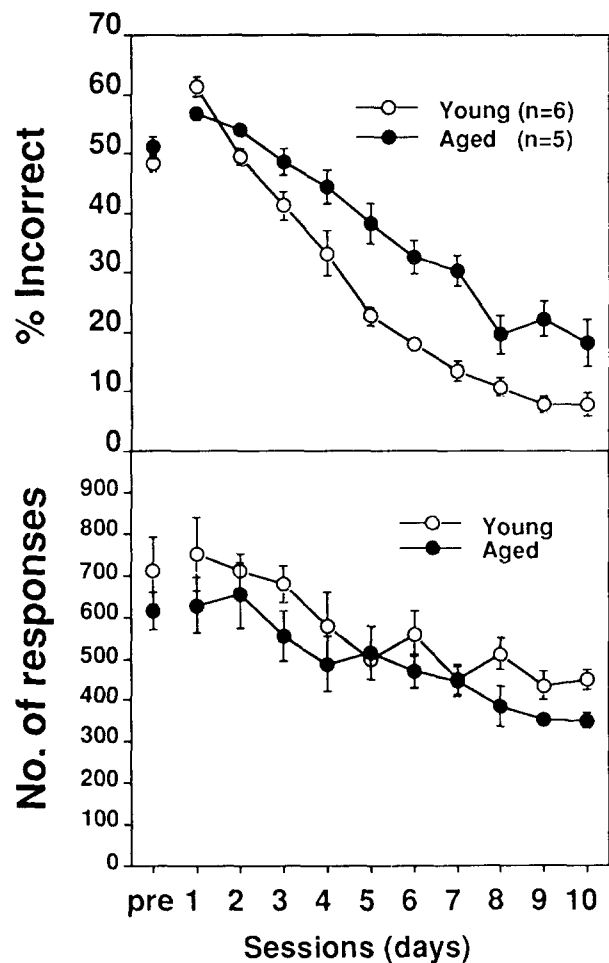 % Incorrect
70
60
50
40
30
20
10
0
Young (n=6)
Aged (n=5)
No. of responses
900
800
700
600
500
400
300
200
100
0
Young
Aged
pre 1 2 3 4 5 6 7 8 9 10
Sessions (days)